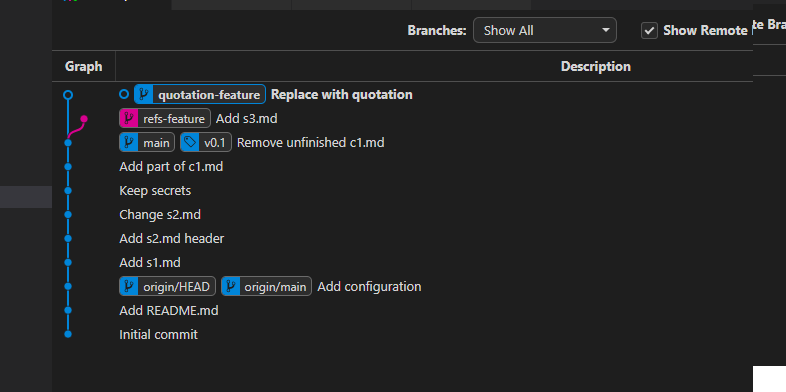 Branches: Show All Show Remote te Bra
Graph Description
quotation-feature Replace with quotation
refs-feature Add s3.md
main v0.1 Remove unfinished c1.md
Add part of c1.md
Keep secrets
Change s2.md
Add s2.md header
Add s1.md
origin/HEAD origin/main Add configuration
Add README.md
Initial commit